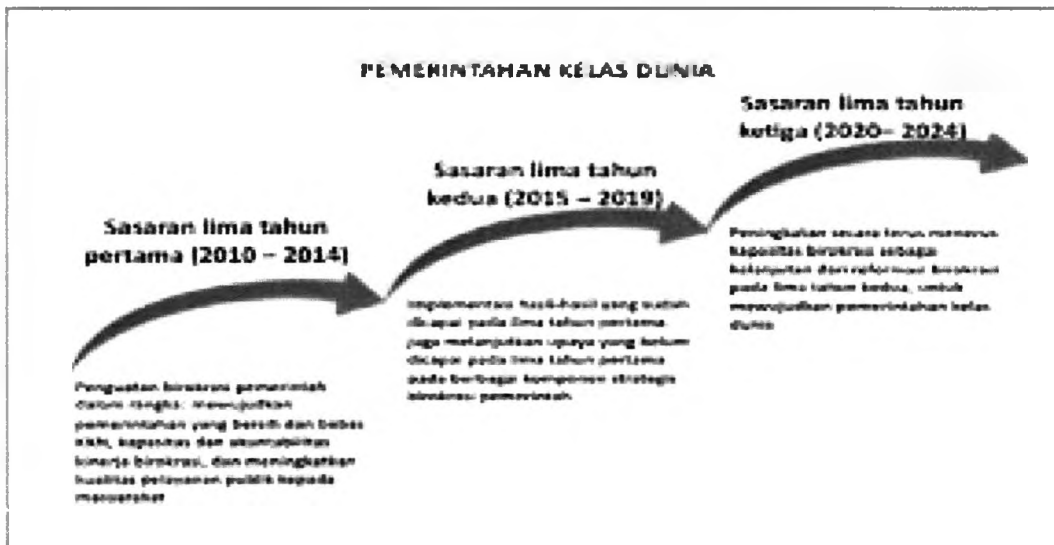 PEMERINTAHAN KELAS DUNIA
Sasaran lima tahun
pertama (2010 – 2014)
Penguatan birokrasi pemerintah
dalam rangka: mewujudkan
pemerintahan yang bersih dan bebas
KKN, kapasitas dan akuntabilitas
kinerja birokrasi, dan meningkatkan
kualitas pelayanan publik kepada
masyarakat
Sasaran lima tahun
kedua (2015 – 2019)
Implementasi hasil-hasil yang sudah
dicapai pada lima tahun pertama
juga melanjutkan upaya yang belum
dicapai pada lima tahun pertama
pada berbagai komponen strategis
birokrasi pemerintah
Sasaran lima tahun
ketiga (2020– 2024)
Peningkatan secara terus menerus
kapasitas birokrasi sebagai
kelanjutan dari reformasi birokrasi
pada lima tahun kedua, untuk
mewujudkan pemerintahan kelas
dunia